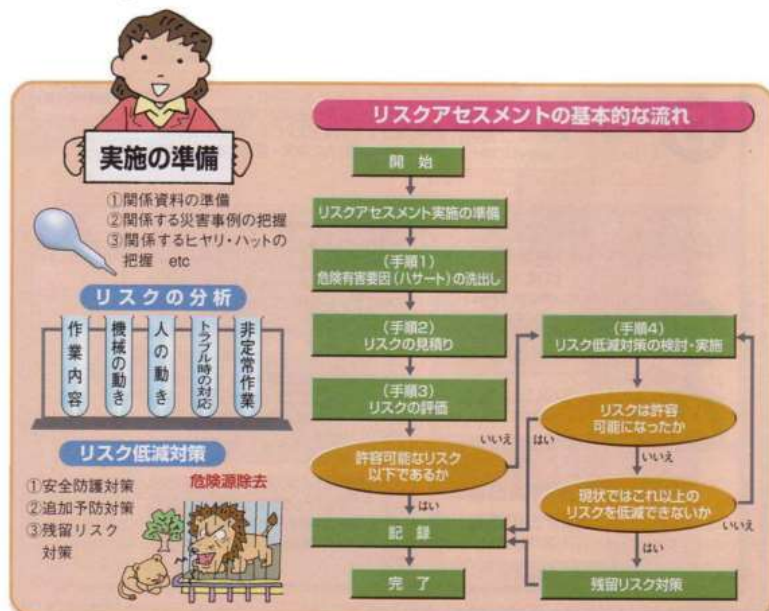 実施の準備
①関係資料の準備
②関係する災害事例の把握
③関係するヒヤリ・ハットの
把握 etc
リスクの分析
作業内容
機械の動き
人の動き
トラブル時の対応
非定常作業
リスク低減対策
①安全防護対策
②追加予防対策
③残留リスク
対策
危険源除去
リスクアセスメントの基本的な流れ
開 始
リスクアセスメント実施の準備
(手順1)
危険有害要因(ハザート)の洗出し
(手順2)
リスクの見積り
(手順3)
リスクの評価
許容可能なリスク
以下であるか
いいえ
はい
記 録
完 了
(手順4)
リスク低減対策の検討・実施
リスクは許容
可能になったか
はい
いいえ
現状ではこれ以上の
リスクを低減できないか
いいえ
はい
残留リスク対策